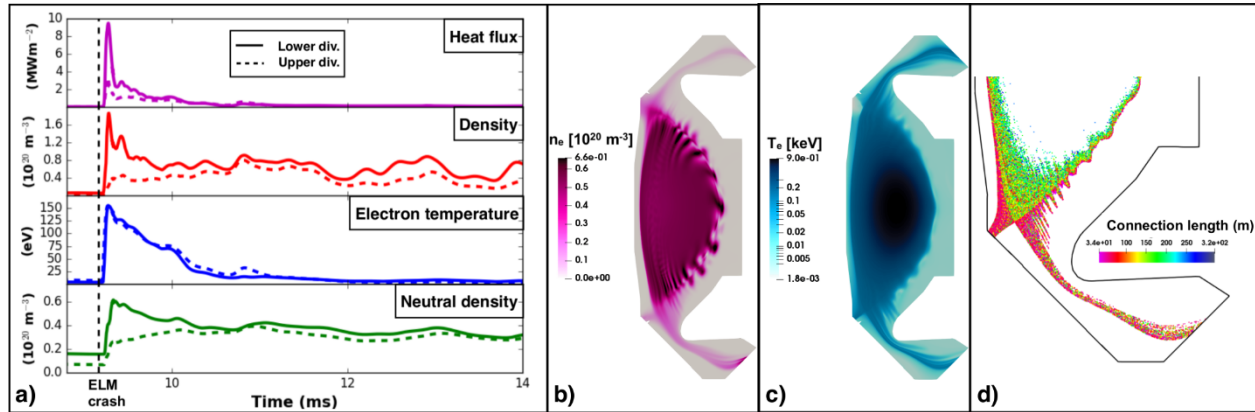 Heat flux
Lower div.
Upper div.
(MWm⁻²)
10
8
6
4
2
Density
(10²⁰ m⁻³)
1.6
1.2
0.8
0.4
Electron temperature
(eV)
150
125
100
75
50
25
Neutral density
(10²⁰ m⁻³)
0.6
0.4
0.2
0.0
10
12
14
ELM
crash
Time (ms)
a)
nₑ [10²⁰ m⁻³]
6.6e-01
0.6
0.5
0.4
0.3
0.2
0.1
0.0e+00
b)
Tₑ [keV]
9.0e-01
0.2
0.1
0.05
0.02
0.01
0.005
1.8e-03
c)
Connection length (m)
3.4e+01 100 150 200 250 3.2e+02
d)